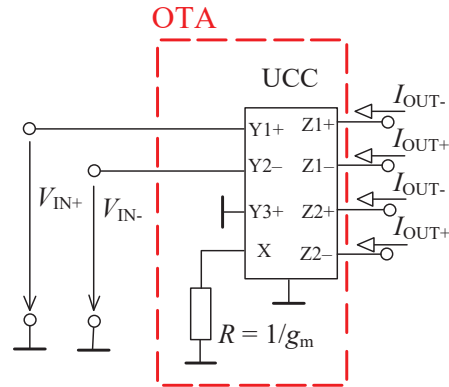 OTA
UCC
I_OUT-
Y1+ Z1+
I_OUT+
Y2– Z1–
V_IN+ V_IN- I_OUT-
Y3+ Z2+
I_OUT+
X Z2–
R = 1/g_m